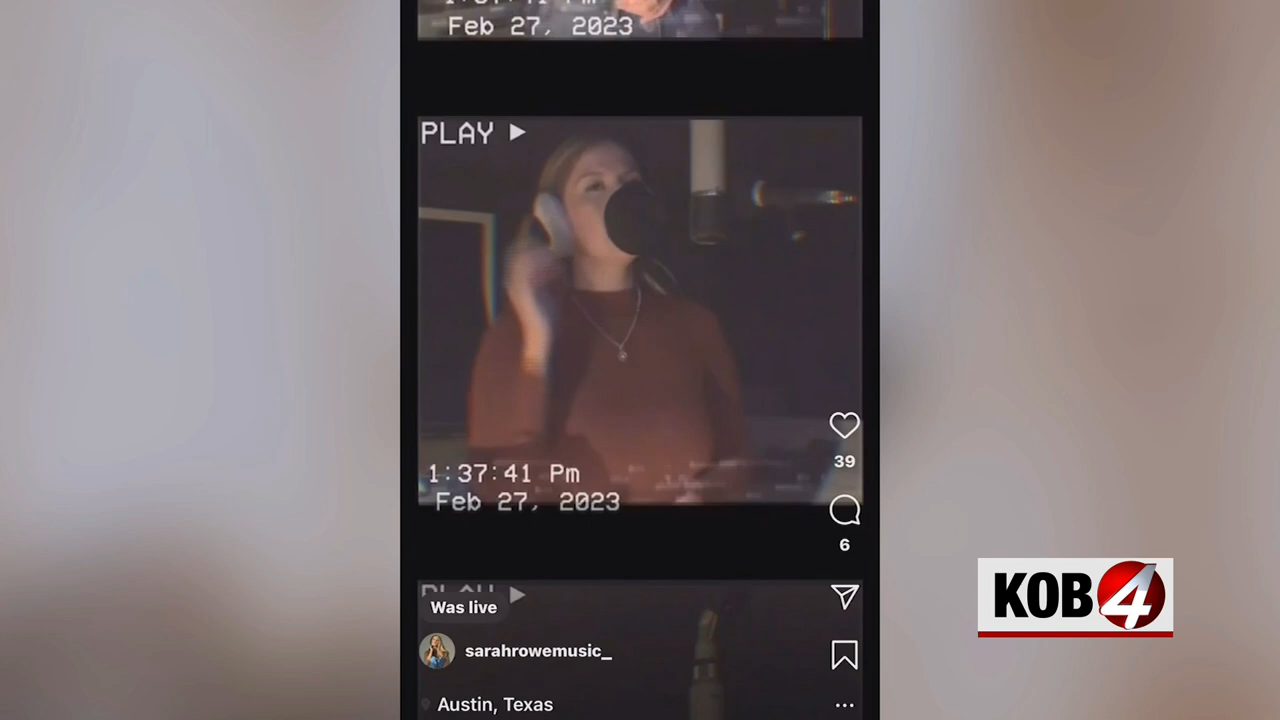 Feb 27, 2023
PLAY
1:37:41 Pm
Feb 27, 2023
39
6
PLAY
Was live
sarahrowemusic_
Austin, Texas
KOB 4